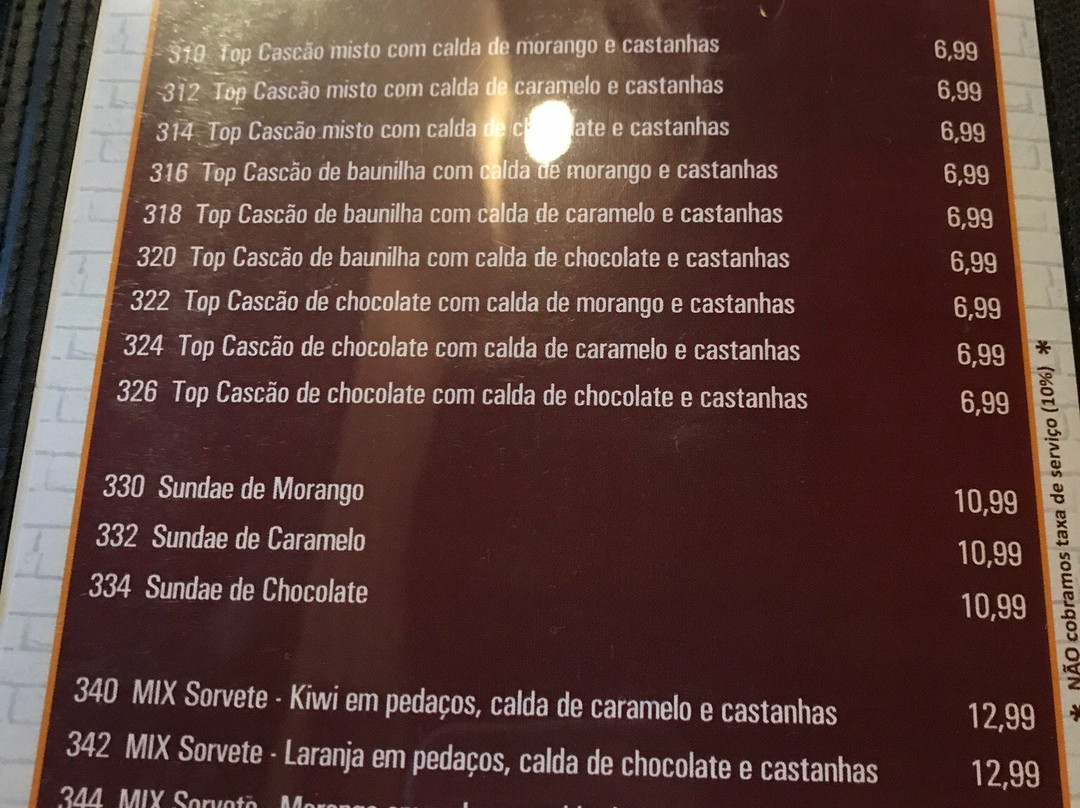 310 Top Cascão misto com calda de morango e castanhas 6,99
312 Top Cascão misto com calda de caramelo e castanhas 6,99
314 Top Cascão misto com calda de e castanhas 6,99
316 Top Cascão de baunilha com calda de morango e castanhas 6,99
318 Top Cascão de baunilha com calda de caramelo e castanhas 6,99
320 Top Cascão de baunilha com calda de chocolate e castanhas 6,99
322 Top Cascão de chocolate com calda de morango e castanhas 6,99
324 Top Cascão de chocolate com calda de caramelo e castanhas 6,99
326 Top Cascão de chocolate com calda de chocolate e castanhas 6,99
330 Sundae de Morango 10,99
332 Sundae de Caramelo 10,99
334 Sundae de Chocolate 10,99
340 MIX Sorvete - Kiwi em pedaços, calda de caramelo e castanhas 12,99
342 MIX Sorvete - Laranja em pedaços, calda de chocolate e castanhas 12,99
344 MIX Sorvete -
* NÃO cobramos taxa de serviço (10%) *